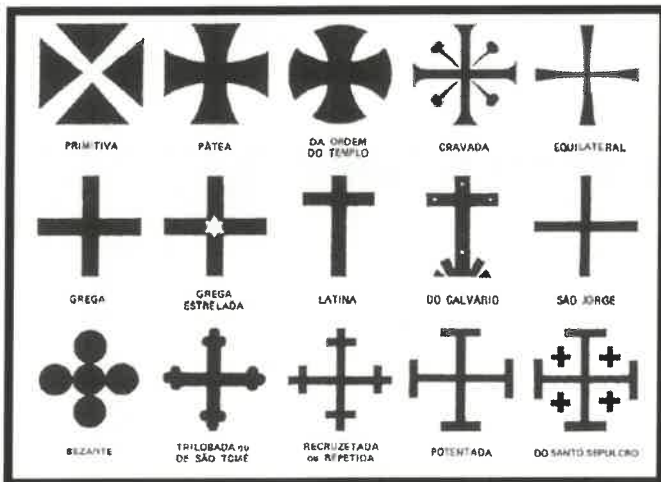 PRIMITIVA
PÁTEA
DA ORDEM
DO TEMPLO
CRAVADA
EQUILATERAL
GREGA
GREGA
ESTRELADA
LATINA
DO CALVÁRIO
SÃO JORGE
BEZANTE
TRILOBADA ou
DE SÃO TOMÉ
RECRUZETADA
ou REPETIDA
POTENTADA
DO SANTO SEPULCRO